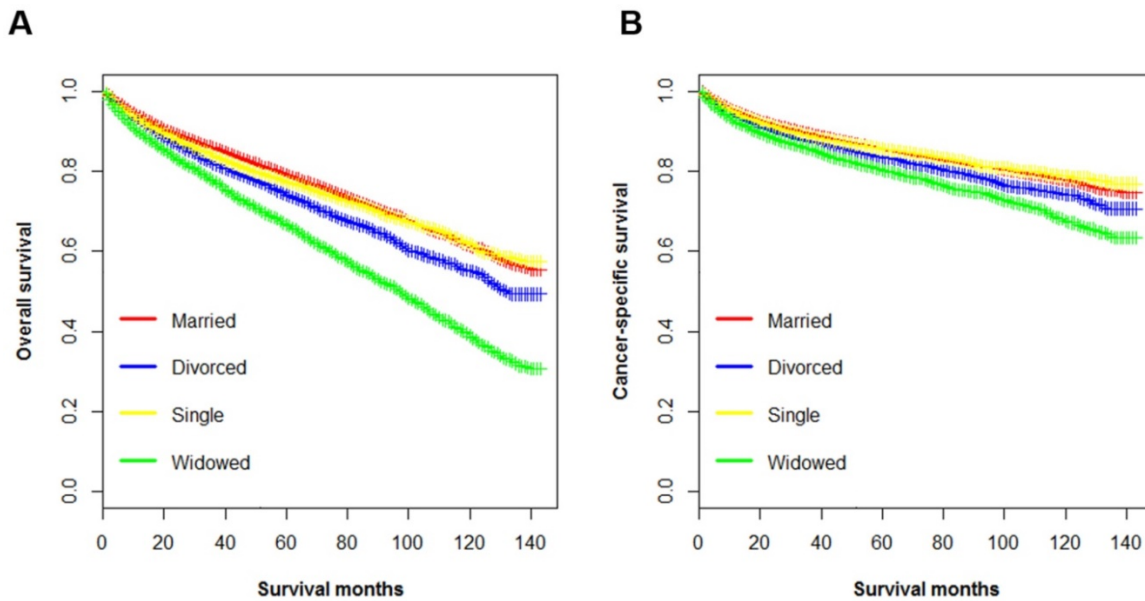 A
B
1.0
0.8
0.6
0.4
0.2
0.0
Overall survival
Married
Divorced
Single
Widowed
0 20 40 60 80 100 120 140
Survival months
1.0
0.8
0.6
0.4
0.2
0.0
Cancer-specific survival
Married
Divorced
Single
Widowed
0 20 40 60 80 100 120 140
Survival months